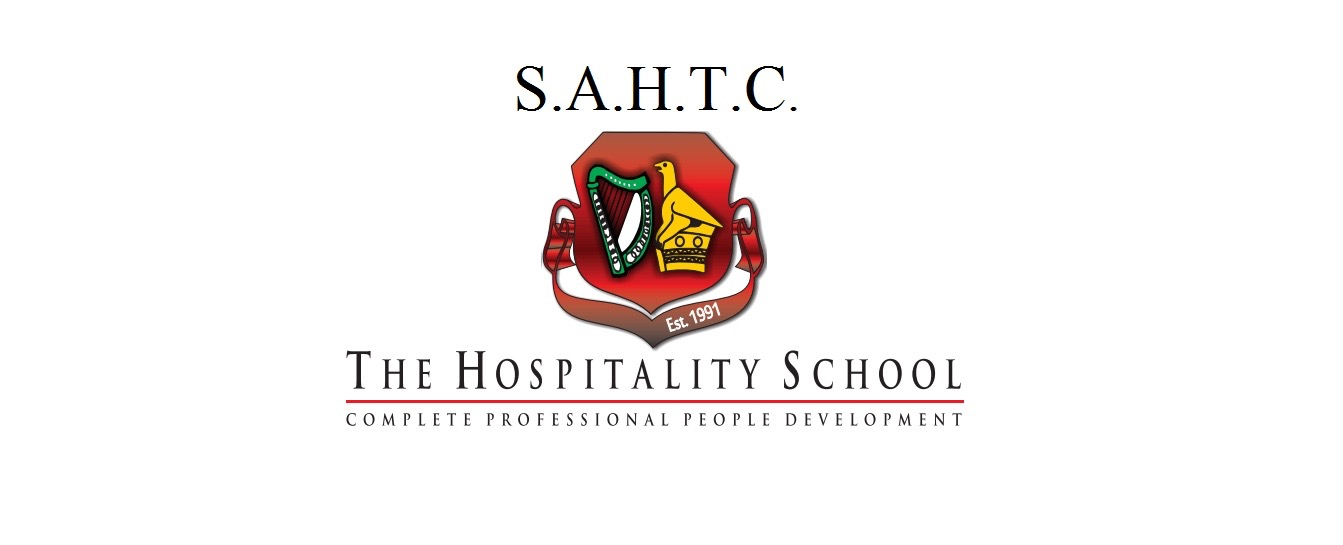 S.A.H.T.C.
Est. 1991
THE HOSPITALITY SCHOOL
COMPLETE PROFESSIONAL PEOPLE DEVELOPMENT